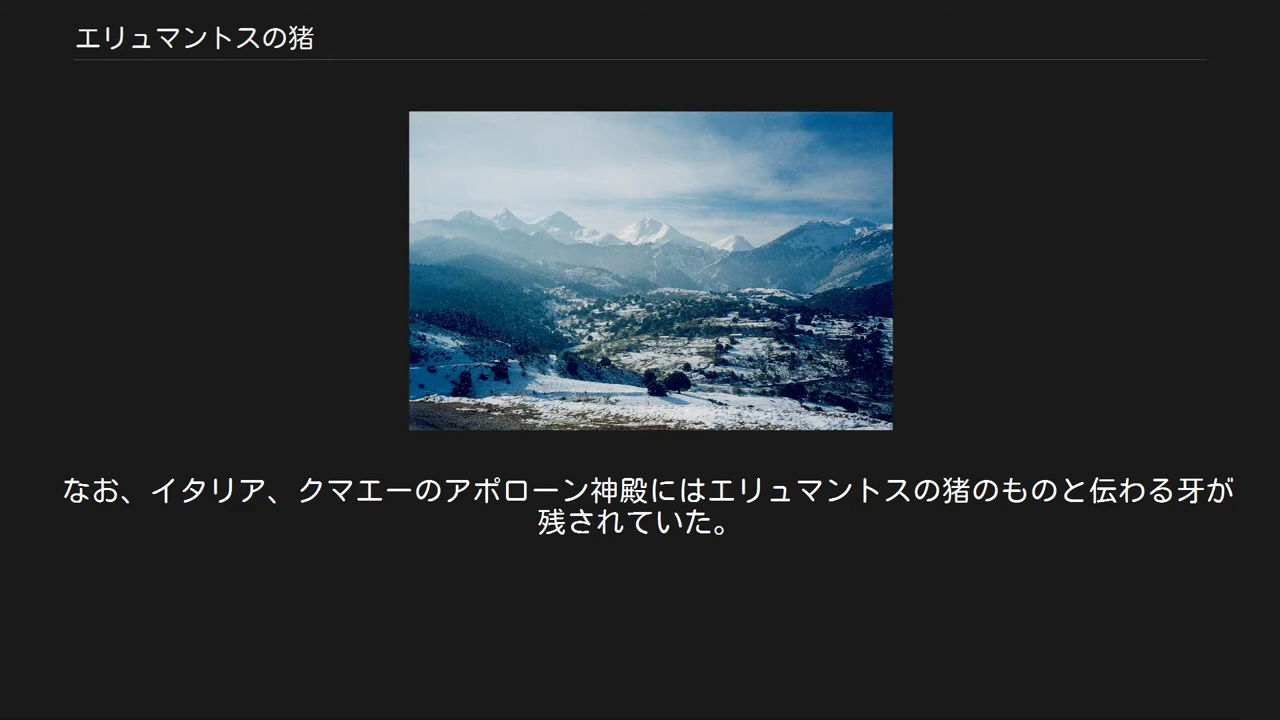 エリュマントスの猪
なお、イタリア、クマエーのアポローン神殿にはエリュマントスの猪のものと伝わる牙が
残されていた。